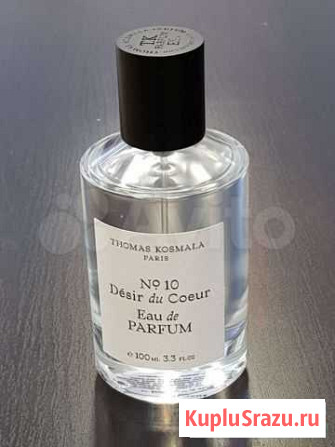 THOMAS KOSMALA
PARIS
Nº 10
Désir du Coeur
Eau de
PARFUM
e 100 ml 3.3 fl.oz
Avito
KupluSrazu.ru